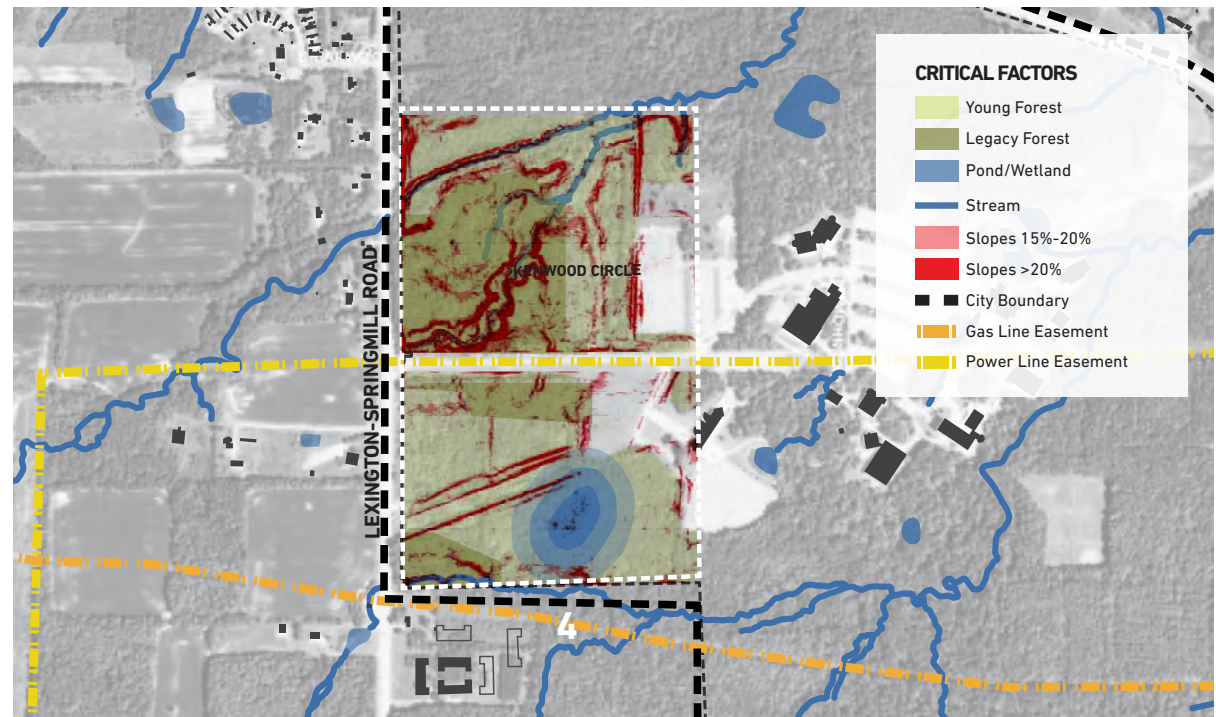 CRITICAL FACTORS
Young Forest
Legacy Forest
Pond/Wetland
Stream
Slopes 15%-20%
Slopes >20%
City Boundary
Gas Line Easement
Power Line Easement
KENWOOD CIRCLE
LEXINGTON-SPRINGMILL ROAD
4